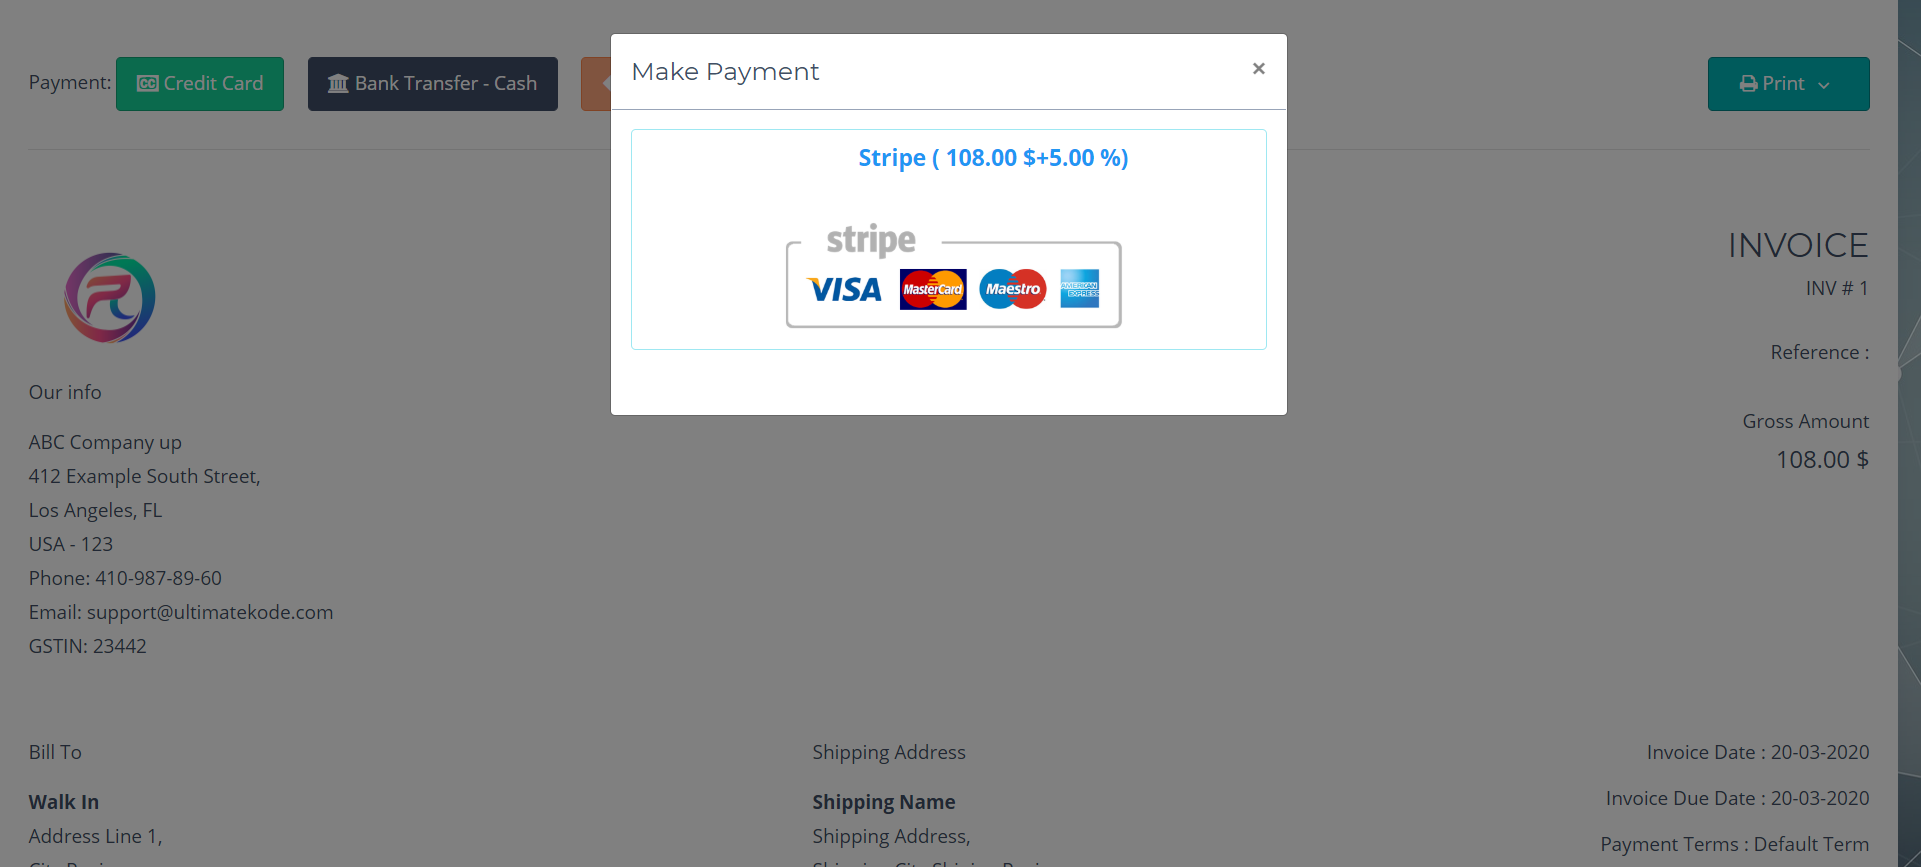 Make Payment ×
Payment: Credit Card Bank Transfer - Cash Print
Stripe ( 108.00 $+5.00 %)
stripe
VISA MasterCard Maestro AMERICAN EXPRESS
INVOICE
INV # 1
Reference :
Gross Amount
108.00 $
Our info
ABC Company up
412 Example South Street,
Los Angeles, FL
USA - 123
Phone: 410-987-89-60
Email: support@ultimatekode.com
GSTIN: 23442
Bill To
Walk In
Address Line 1,
Shipping Address
Shipping Name
Shipping Address,
Invoice Date : 20-03-2020
Invoice Due Date : 20-03-2020
Payment Terms : Default Term